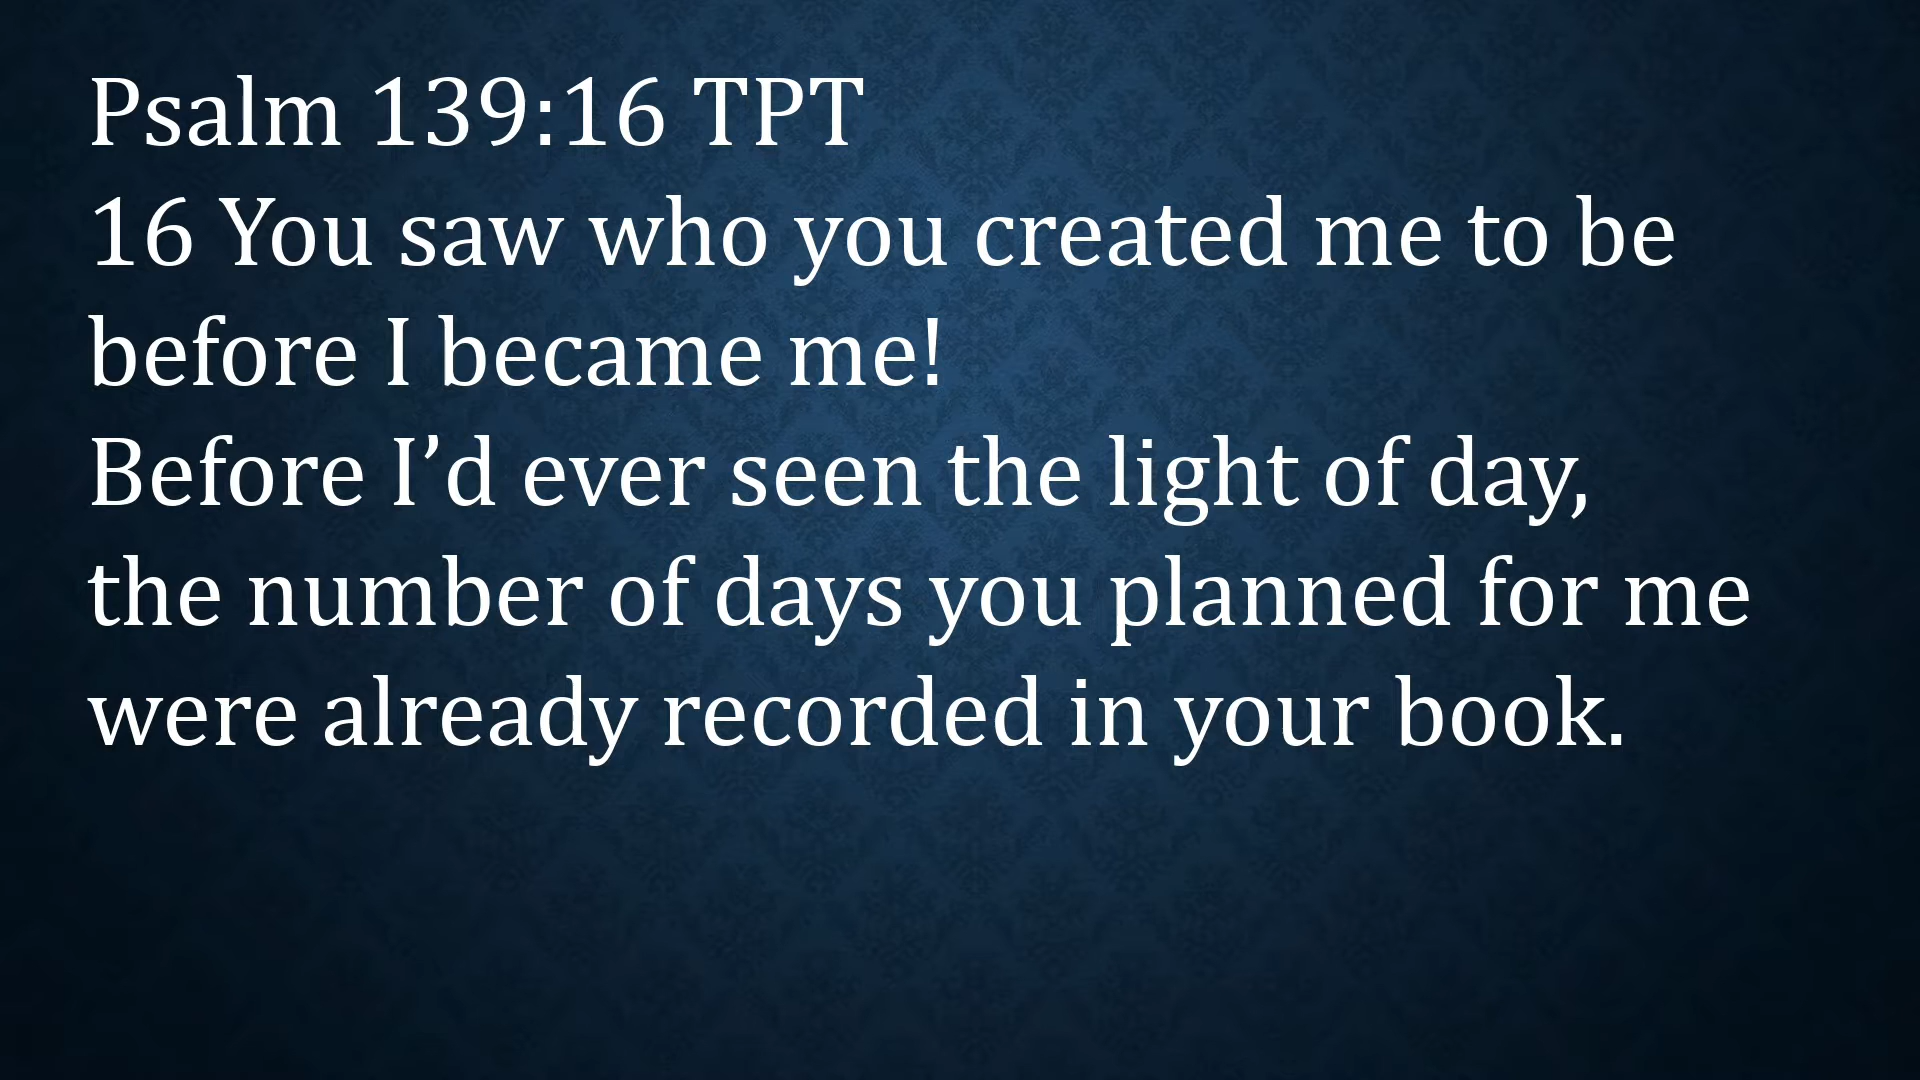 Psalm 139:16 TPT
16 You saw who you created me to be
before I became me!
Before I’d ever seen the light of day,
the number of days you planned for me
were already recorded in your book.